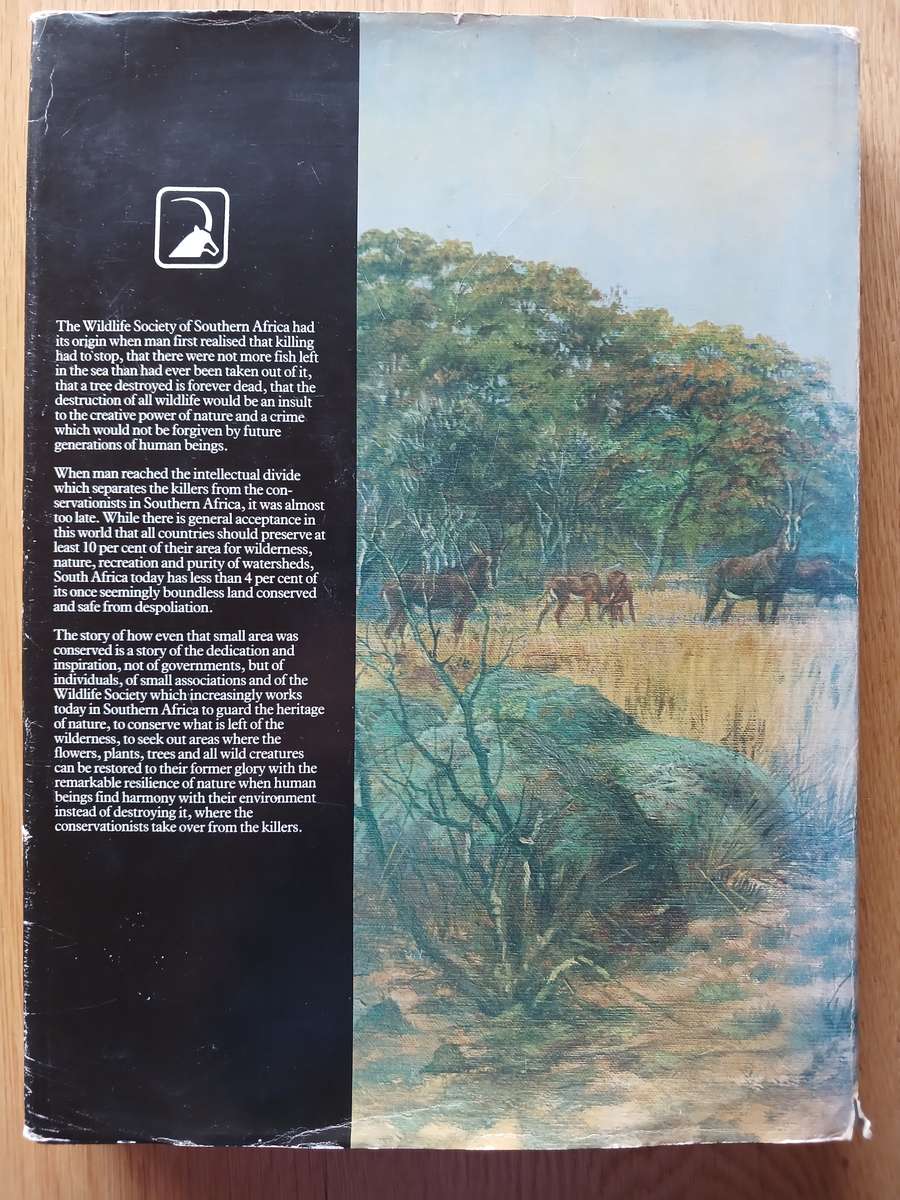 The Wildlife Society of Southern Africa had
its origin when man first realised that killing
had to stop, that there were not more fish left
in the sea than had ever been taken out of it,
that a tree destroyed is forever dead, that the
destruction of all wildlife would be an insult
to the creative power of nature and a crime
which would not be forgiven by future
generations of human beings.
When man reached the intellectual divide
which separates the killers from the con-
servationists in Southern Africa, it was almost
too late. While there is general acceptance in
this world that all countries should preserve at
least 10 per cent of their area for wilderness,
nature, recreation and purity of watersheds,
South Africa today has less than 4 per cent of
its once seemingly boundless land conserved
and safe from despoliation.
The story of how even that small area was
conserved is a story of the dedication and
inspiration, not of governments, but of
individuals, of small associations and of the
Wildlife Society which increasingly works
today in Southern Africa to guard the heritage
of nature, to conserve what is left of the
wilderness, to seek out areas where the
flowers, plants, trees and all wild creatures
can be restored to their former glory with the
remarkable resilience of nature when human
beings find harmony with their environment
instead of destroying it, where the
conservationists take over from the killers.